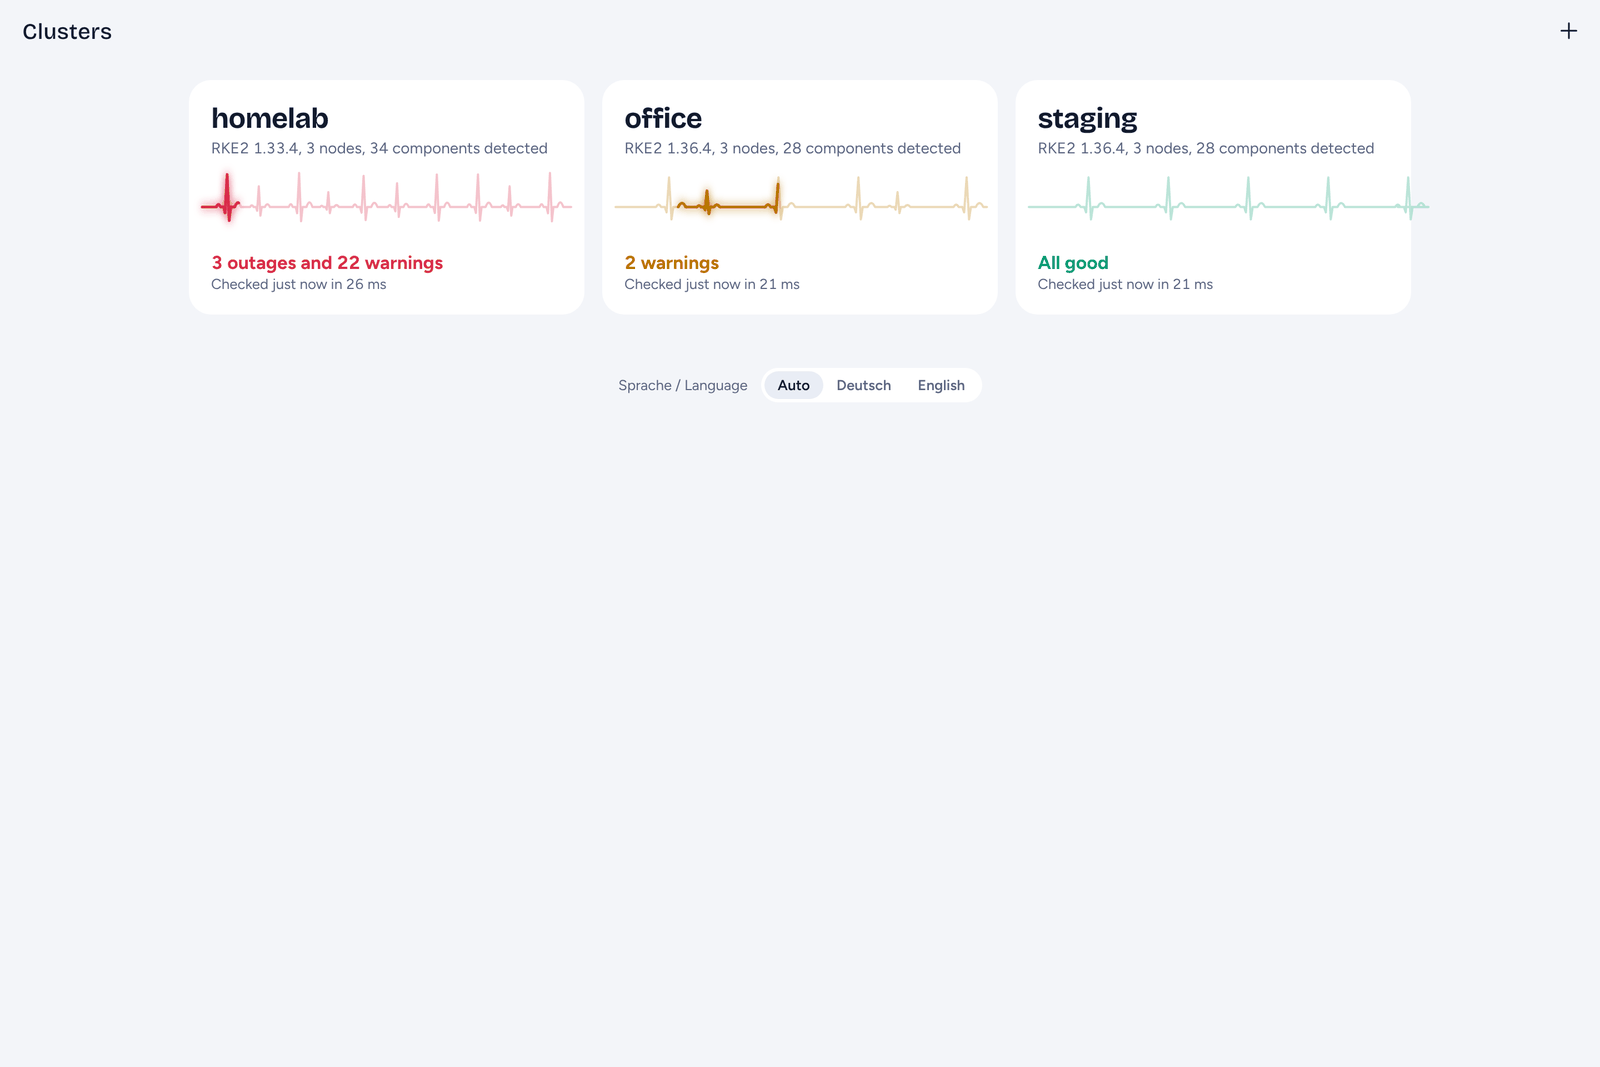 Clusters
homelab
RKE2 1.33.4, 3 nodes, 34 components detected
3 outages and 22 warnings
Checked just now in 26 ms
office
RKE2 1.36.4, 3 nodes, 28 components detected
2 warnings
Checked just now in 21 ms
staging
RKE2 1.36.4, 3 nodes, 28 components detected
All good
Checked just now in 21 ms
Sprache / Language Auto Deutsch English